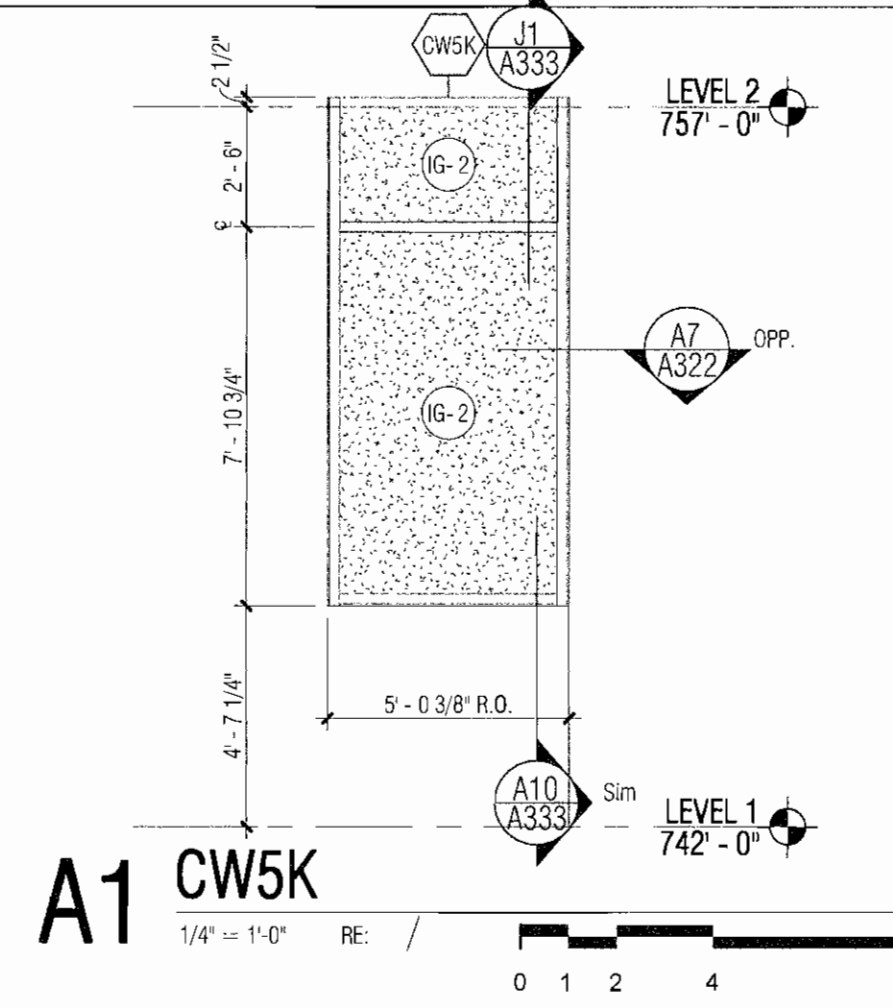 CW5K
J1
A333
2 1/2"
LEVEL 2
757' - 0"
2' - 6"
IG-2
℄
A7
A322
OPP.
7' - 10 3/4"
IG-2
4' - 7 1/4"
5' - 0 3/8" R.O.
A10
A333
Sim
LEVEL 1
742' - 0"
A1
CW5K
1/4" = 1'-0"
RE: /
0 1 2 4